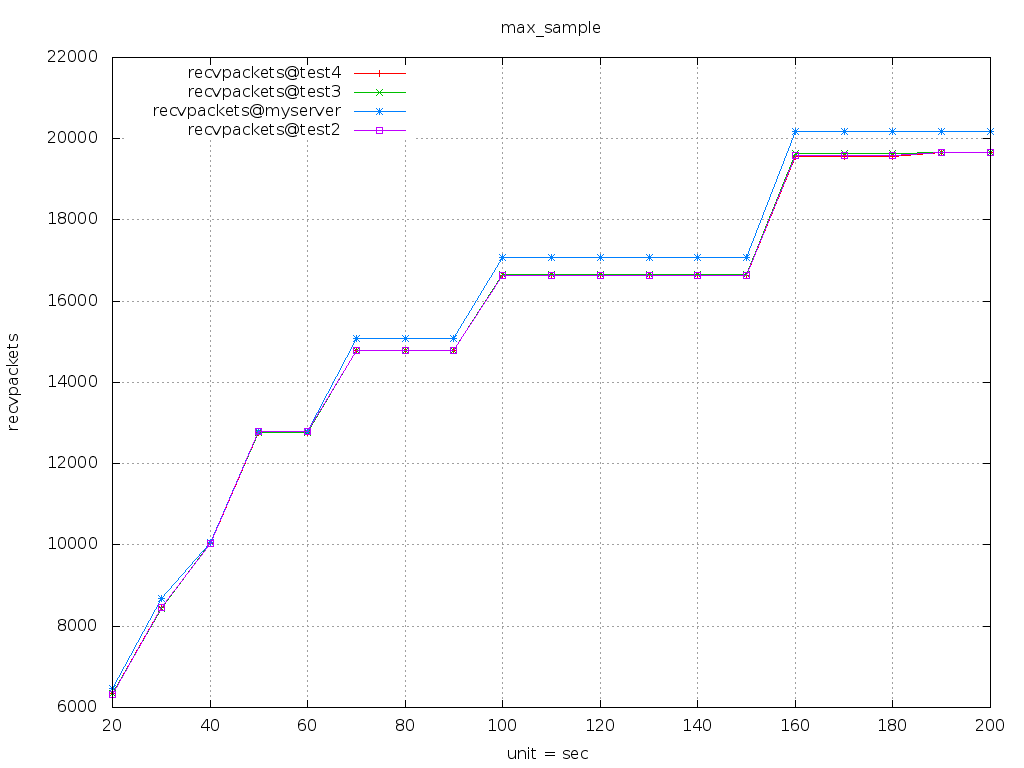 max_sample
22000
recvpackets@test4
recvpackets@test3
recvpackets@myserver
recvpackets@test2
20000
18000
16000
recvpackets
14000
12000
10000
8000
6000
20 40 60 80 100 120 140 160 180 200
unit = sec